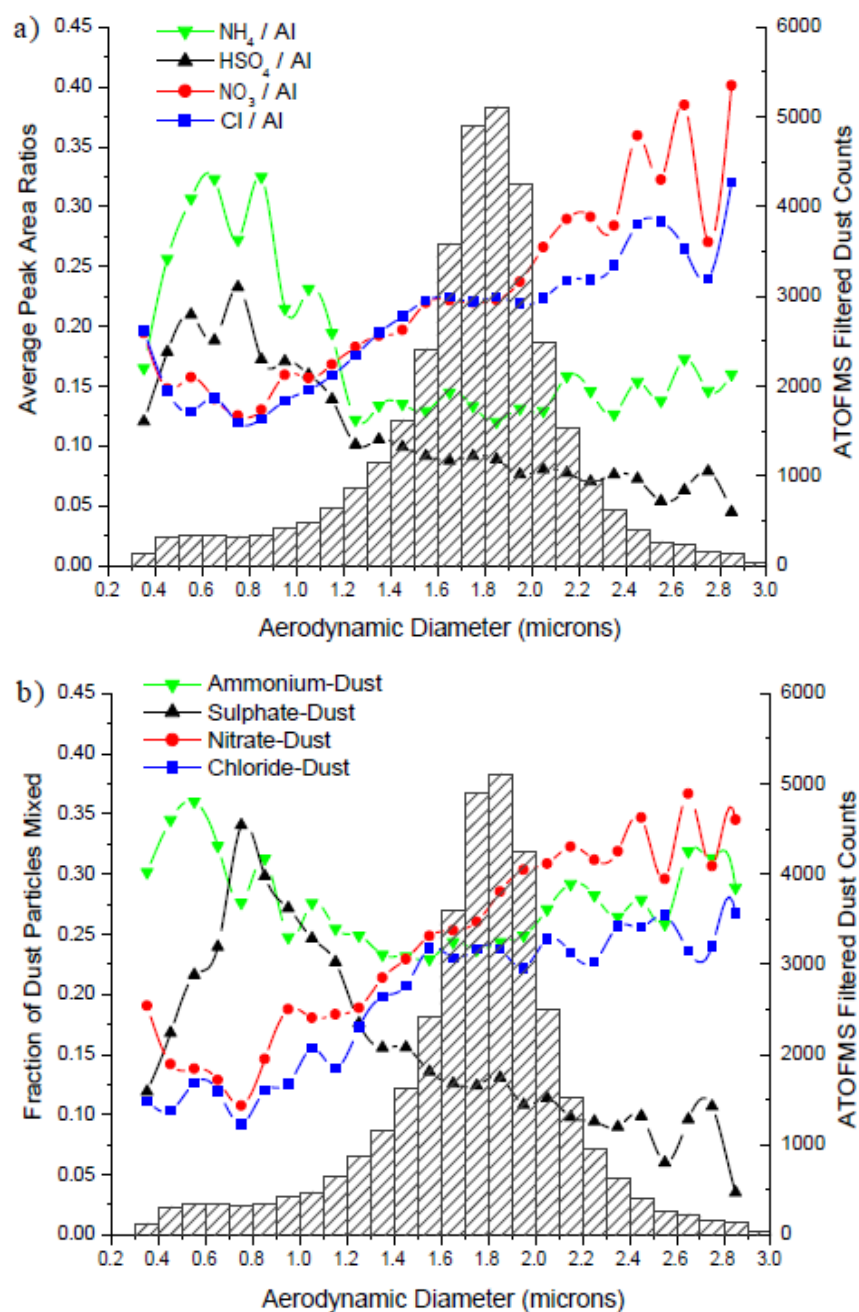 a)
NH4 / Al
HSO4 / Al
NO3 / Al
Cl / Al
0.45
0.40
0.35
0.30
0.25
0.20
0.15
0.10
0.05
0.00
Average Peak Area Ratios
6000
5000
4000
3000
2000
1000
0
ATOFMS Filtered Dust Counts
0.2 0.4 0.6 0.8 1.0 1.2 1.4 1.6 1.8 2.0 2.2 2.4 2.6 2.8 3.0
Aerodynamic Diameter (microns)
b)
Ammonium-Dust
Sulphate-Dust
Nitrate-Dust
Chloride-Dust
0.45
0.40
0.35
0.30
0.25
0.20
0.15
0.10
0.05
0.00
Fraction of Dust Particles Mixed
6000
5000
4000
3000
2000
1000
0
ATOFMS Filtered Dust Count
0.2 0.4 0.6 0.8 1.0 1.2 1.4 1.6 1.8 2.0 2.2 2.4 2.6 2.8 3.0
Aerodynamic Diameter (microns)